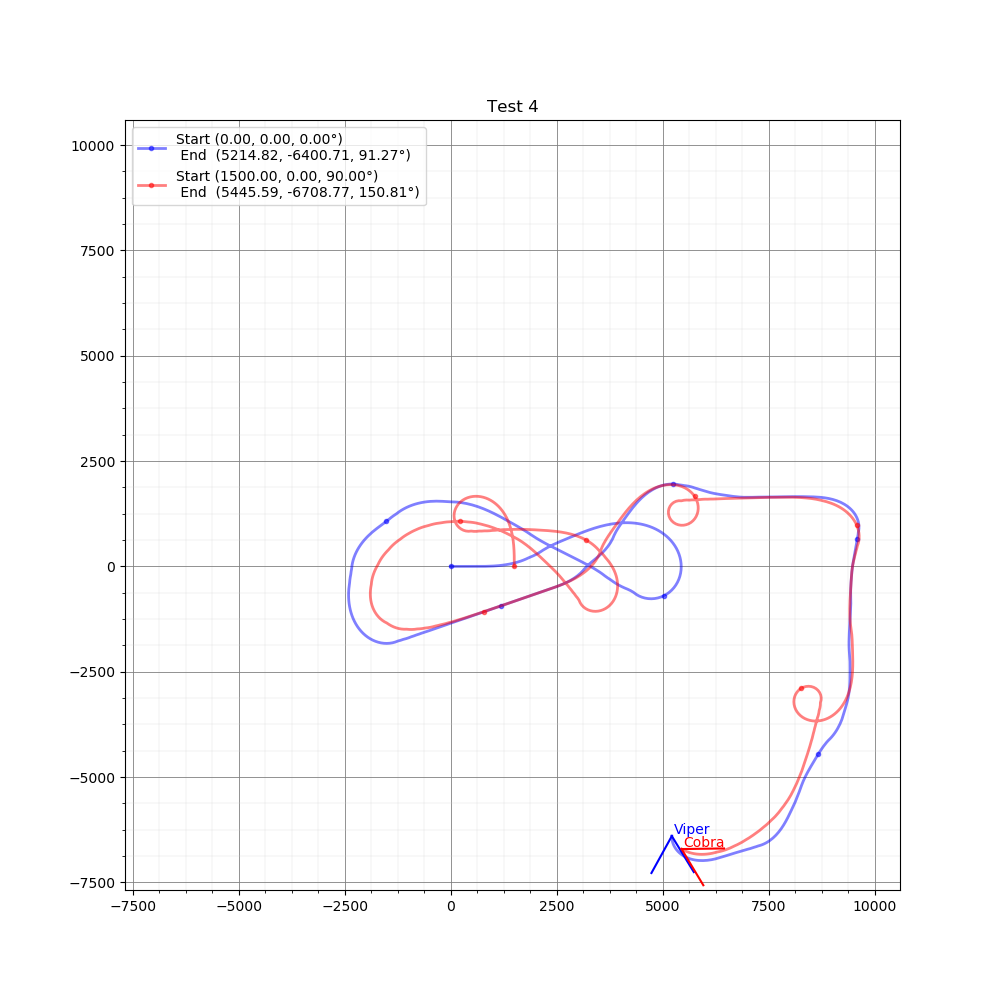 Test 4
Start (0.00, 0.00, 0.00°)
End (5214.82, -6400.71, 91.27°)
Start (1500.00, 0.00, 90.00°)
End (5445.59, -6708.77, 150.81°)
10000
7500
5000
2500
0
−2500
−5000
−7500
Viper
Cobra
−7500 −5000 −2500 0 2500 5000 7500 10000